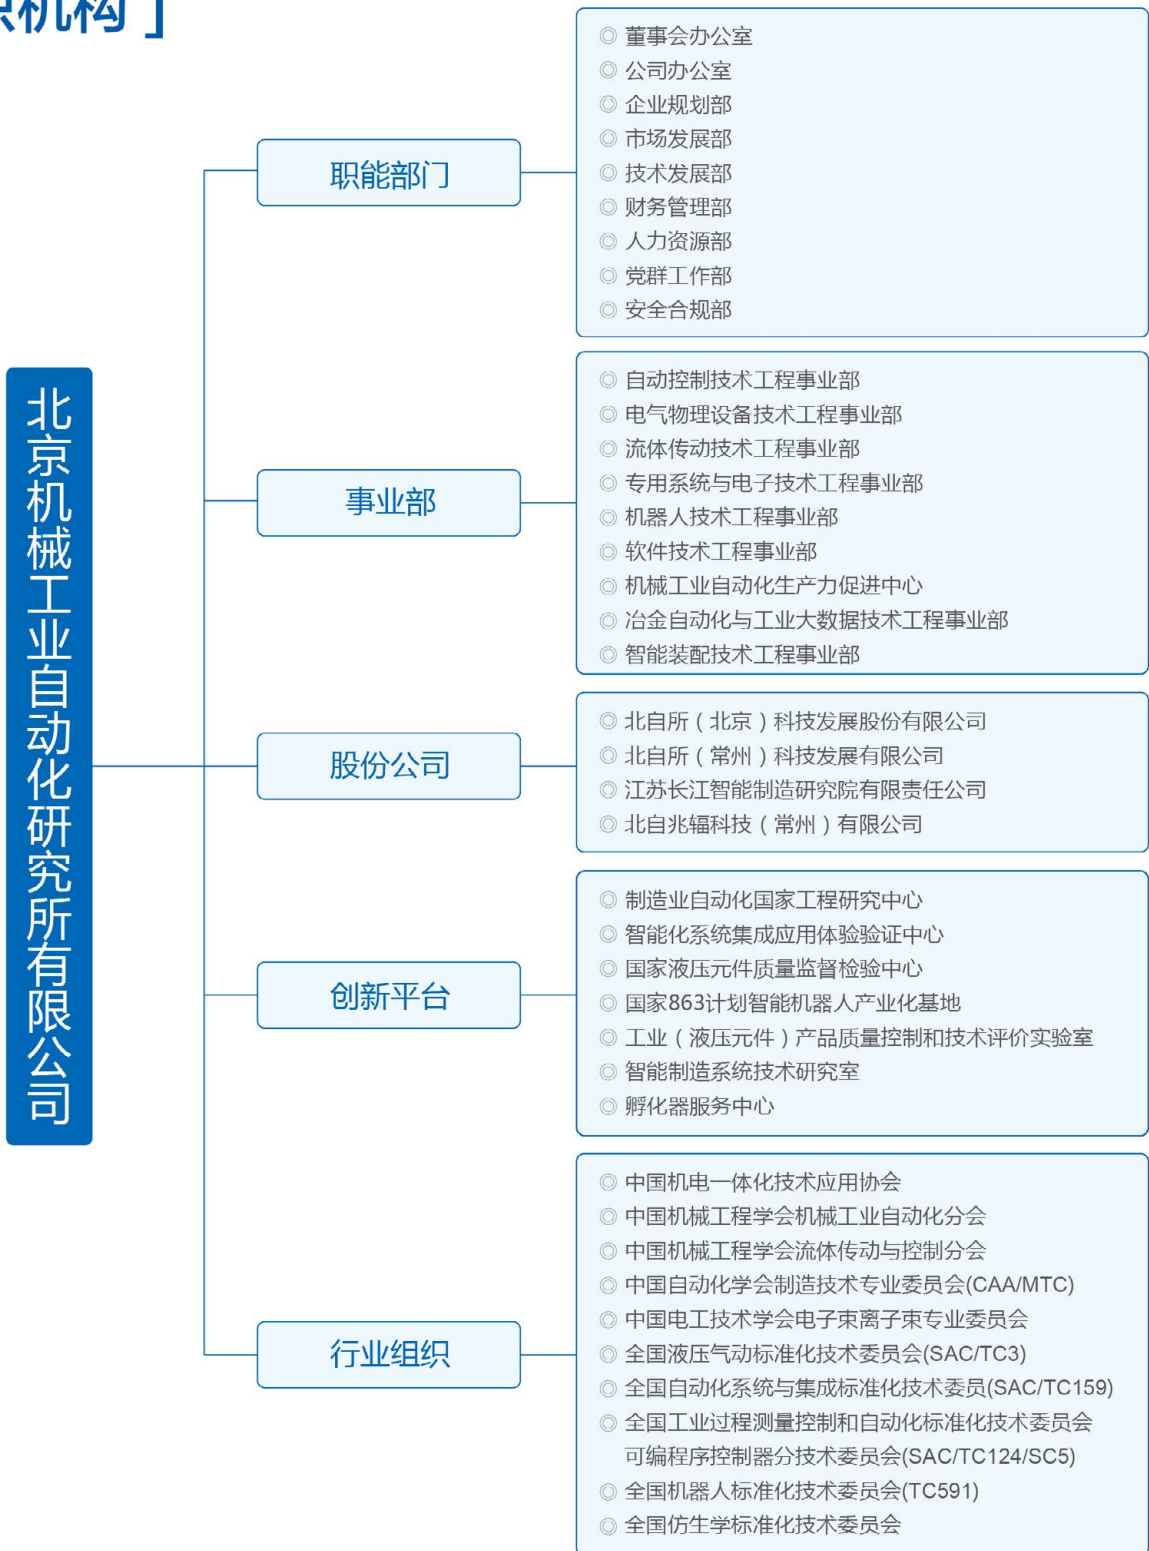 织机构 ]
北京机械工业自动化研究所有限公司
职能部门
◎ 董事会办公室
◎ 公司办公室
◎ 企业规划部
◎ 市场发展部
◎ 技术发展部
◎ 财务管理部
◎ 人力资源部
◎ 党群工作部
◎ 安全合规部
事业部
◎ 自动控制技术工程事业部
◎ 电气物理设备技术工程事业部
◎ 流体传动技术工程事业部
◎ 专用系统与电子技术工程事业部
◎ 机器人技术工程事业部
◎ 软件技术工程事业部
◎ 机械工业自动化生产力促进中心
◎ 冶金自动化与工业大数据技术工程事业部
◎ 智能装配技术工程事业部
股份公司
◎ 北自所（北京）科技发展股份有限公司
◎ 北自所（常州）科技发展有限公司
◎ 江苏长江智能制造研究院有限责任公司
◎ 北自兆辐科技（常州）有限公司
创新平台
◎ 制造业自动化国家工程研究中心
◎ 智能化系统集成应用体验验证中心
◎ 国家液压元件质量监督检验中心
◎ 国家863计划智能机器人产业化基地
◎ 工业（液压元件）产品质量控制和技术评价实验室
◎ 智能制造系统技术研究室
◎ 孵化器服务中心
行业组织
◎ 中国机电一体化技术应用协会
◎ 中国机械工程学会机械工业自动化分会
◎ 中国机械工程学会流体传动与控制分会
◎ 中国自动化学会制造技术专业委员会(CAA/MTC)
◎ 中国电工技术学会电子束离子束专业委员会
◎ 全国液压气动标准化技术委员会(SAC/TC3)
◎ 全国自动化系统与集成标准化技术委员(SAC/TC159)
◎ 全国工业过程测量控制和自动化标准化技术委员会
可编程序控制器分技术委员会(SAC/TC124/SC5)
◎ 全国机器人标准化技术委员会(TC591)
◎ 全国仿生学标准化技术委员会